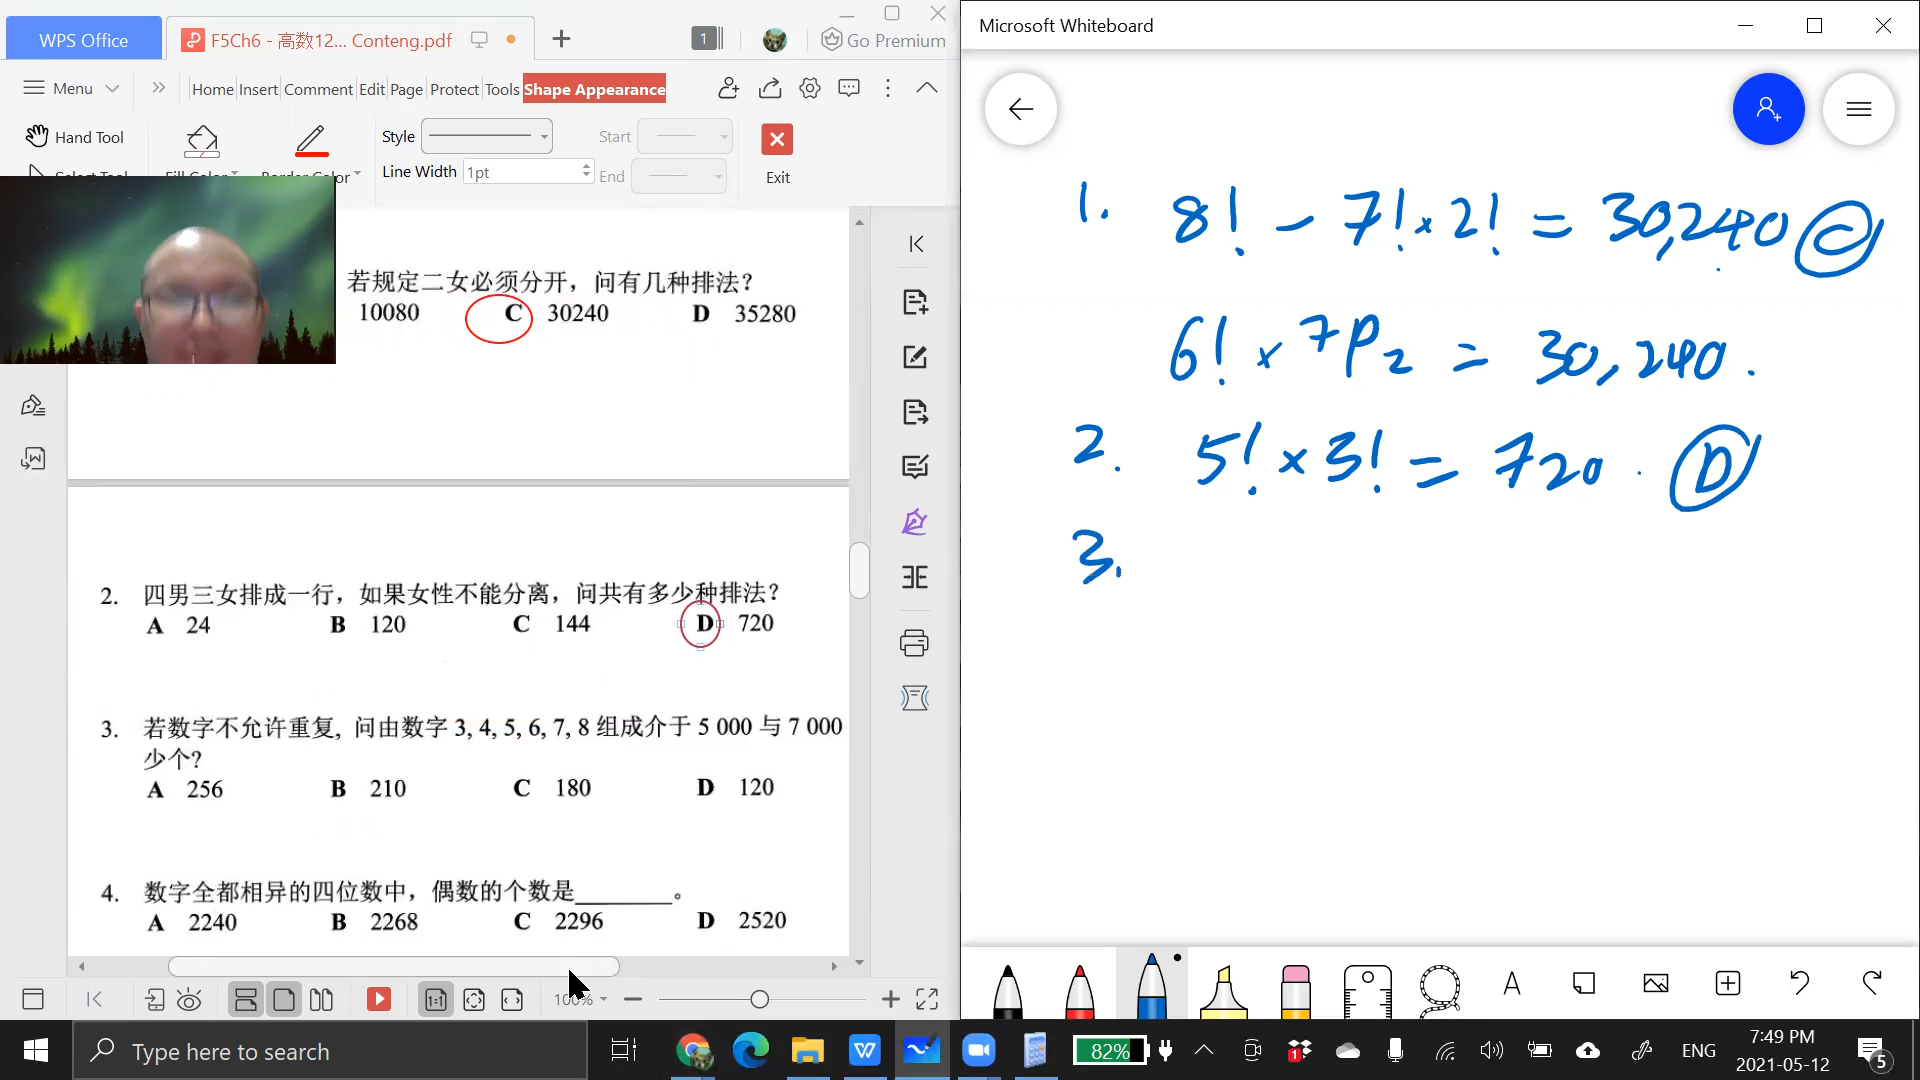 WPS Office
F5Ch6 - 高数12... Conteng.pdf
1
Go Premium
Menu
Home Insert Comment Edit Page Protect Tools Shape Appearance
Hand Tool
Style
Start
Line Width 1pt
End
Exit
若规定二女必须分开，问有几种排法？
10080 C 30240 D 35280
2. 四男三女排成一行，如果女性不能分离，问共有多少种排法？
A 24 B 120 C 144 D 720
3. 若数字不允许重复, 问由数字 3, 4, 5, 6, 7, 8 组成介于 5 000 与 7 000
少个?
A 256 B 210 C 180 D 120
4. 数字全都相异的四位数中，偶数的个数是________。
A 2240 B 2268 C 2296 D 2520
1:1
100%
Microsoft Whiteboard
1. 8! - 7! × 2! = 30,240 C
6! × 7P2 = 30,240.
2. 5! × 3! = 720. D
3.
Type here to search
82%
1
ENG
7:49 PM
2021-05-12
5